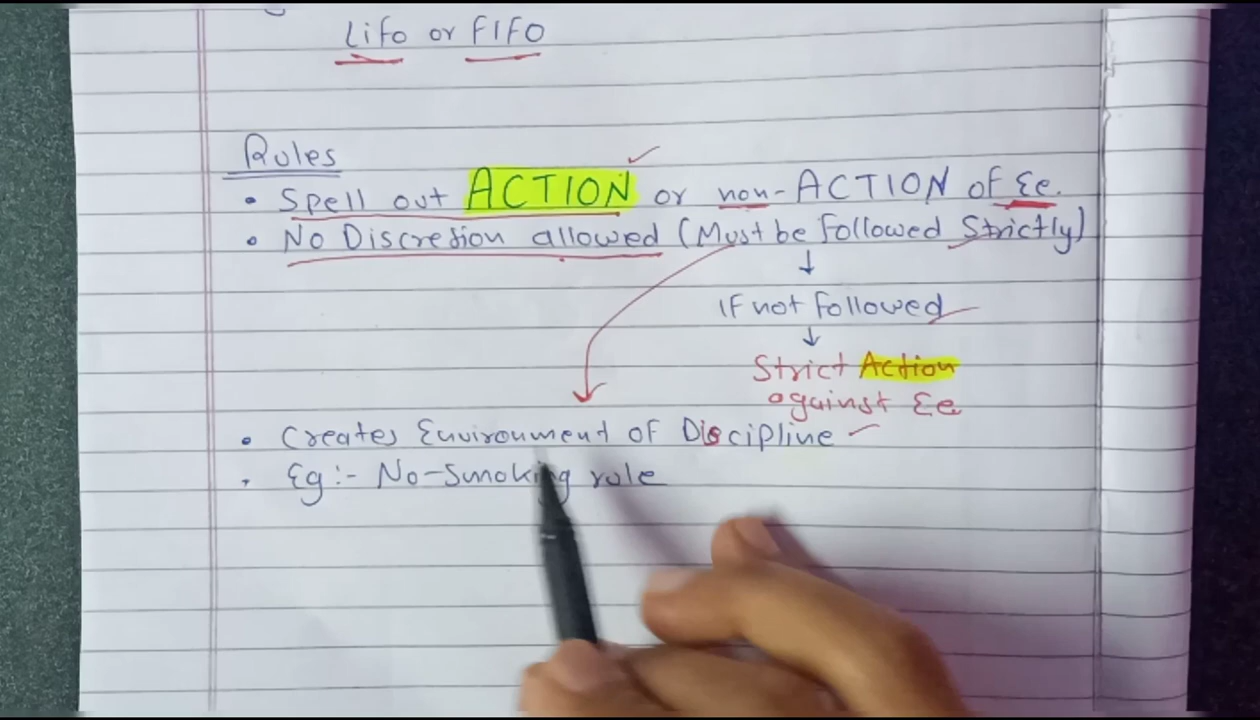 Lifo or FIFO
Rules
• Spell out ACTION or non-ACTION of Ee.
• No Discretion allowed (Must be followed Strictly)
↓
IF not followed
↓
Strict Action
against Ee
• Creates Environment of Discipline
• Eg:- No-Smoking rule